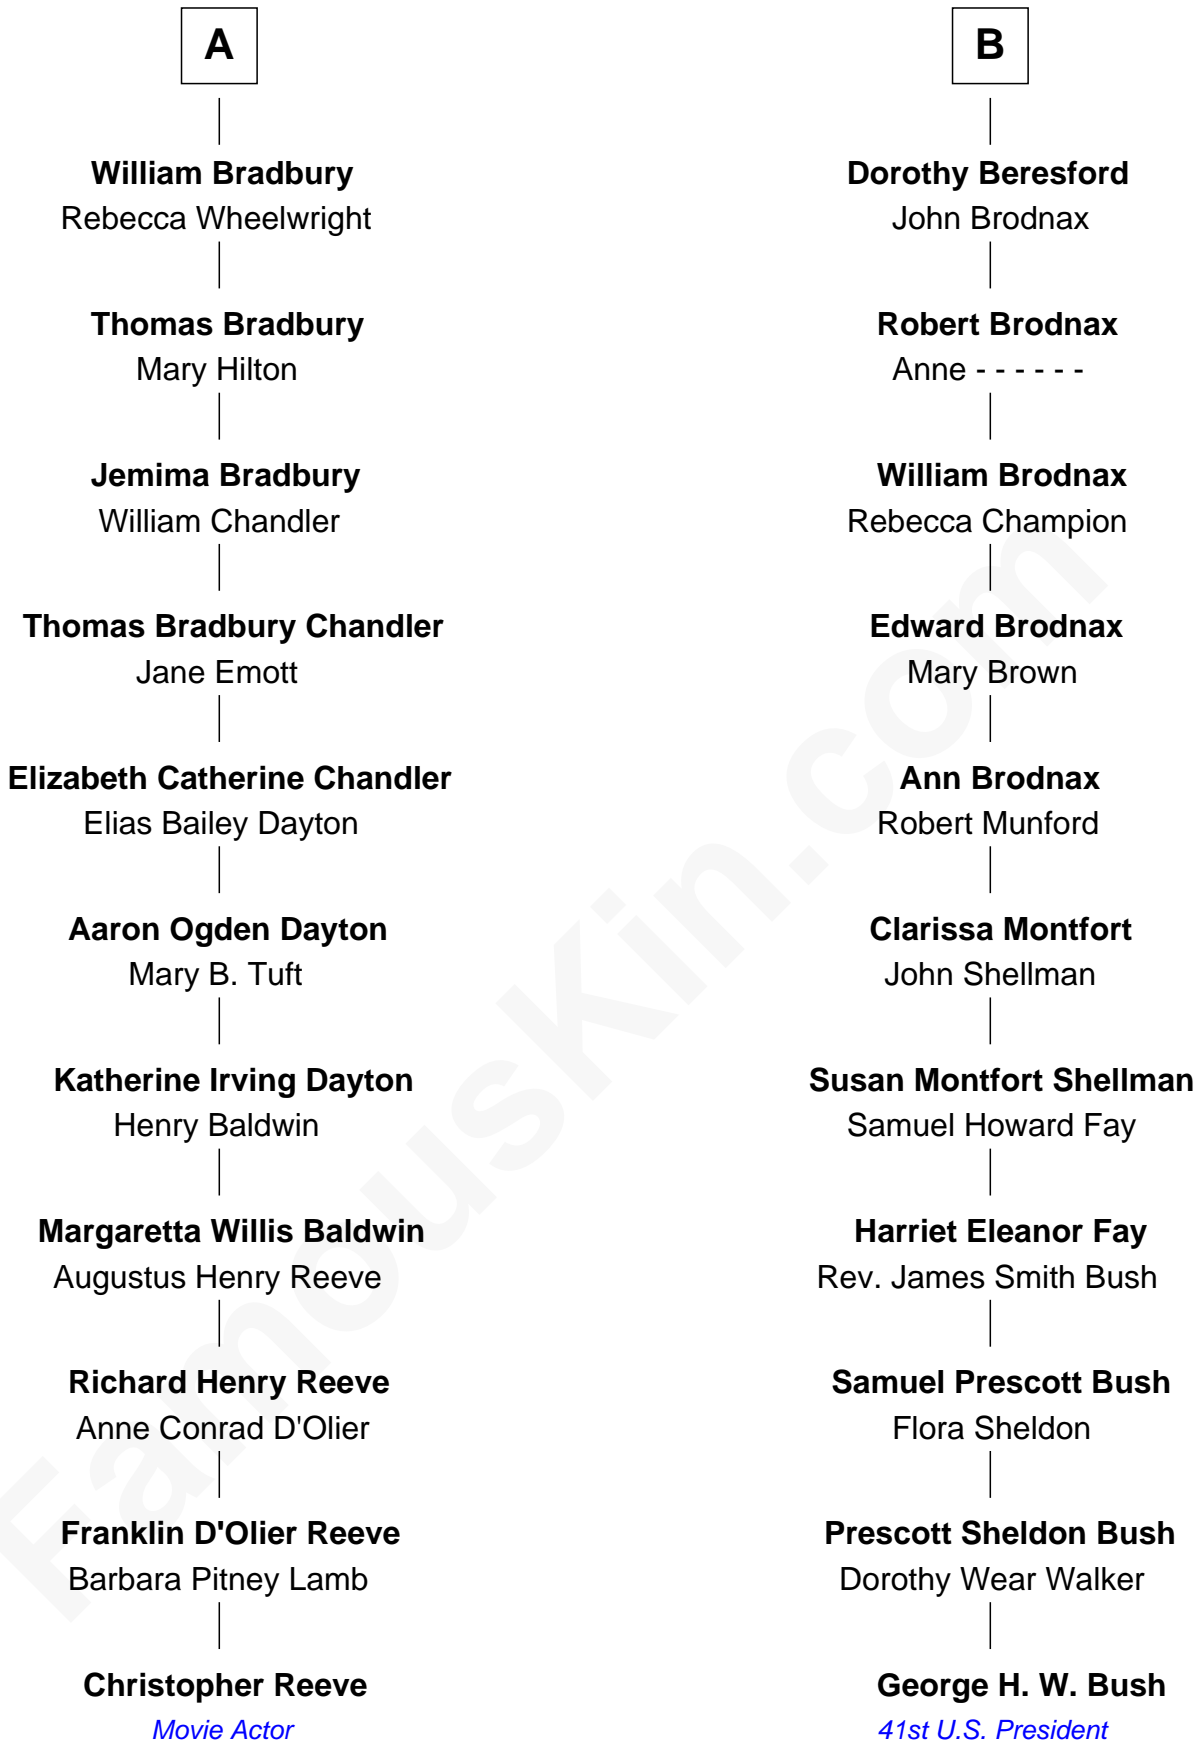 A
William Bradbury
Rebecca Wheelwright
Thomas Bradbury
Mary Hilton
Jemima Bradbury
William Chandler
Thomas Bradbury Chandler
Jane Emott
Elizabeth Catherine Chandler
Elias Bailey Dayton
Aaron Ogden Dayton
Mary B. Tuft
Katherine Irving Dayton
Henry Baldwin
Margaretta Willis Baldwin
Augustus Henry Reeve
Richard Henry Reeve
Anne Conrad D'Olier
Franklin D'Olier Reeve
Barbara Pitney Lamb
Christopher Reeve
Movie Actor
B
Dorothy Beresford
John Brodnax
Robert Brodnax
Anne - - - - - -
William Brodnax
Rebecca Champion
Edward Brodnax
Mary Brown
Ann Brodnax
Robert Munford
Clarissa Montfort
John Shellman
Susan Montfort Shellman
Samuel Howard Fay
Harriet Eleanor Fay
Rev. James Smith Bush
Samuel Prescott Bush
Flora Sheldon
Prescott Sheldon Bush
Dorothy Wear Walker
George H. W. Bush
41st U.S. President
FamousKin.com